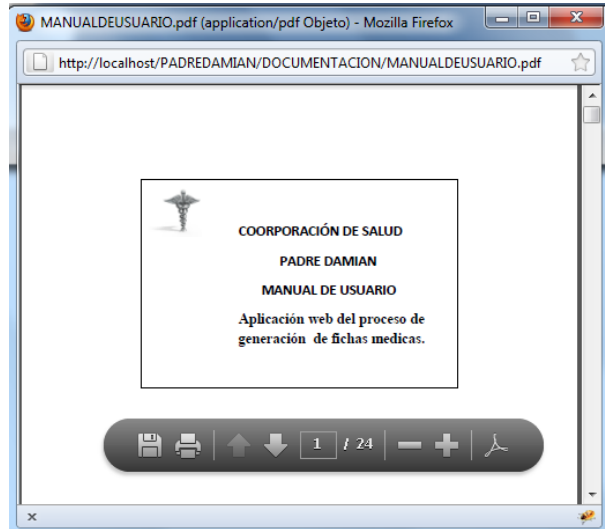 MANUALDEUSUARIO.pdf (application/pdf Objeto) - Mozilla Firefox
http://localhost/PADREDAMIAN/DOCUMENTACION/MANUALDEUSUARIO.pdf
COORPORACIÓN DE SALUD
PADRE DAMIAN
MANUAL DE USUARIO
Aplicación web del proceso de
generación de fichas medicas.
1 / 24
x